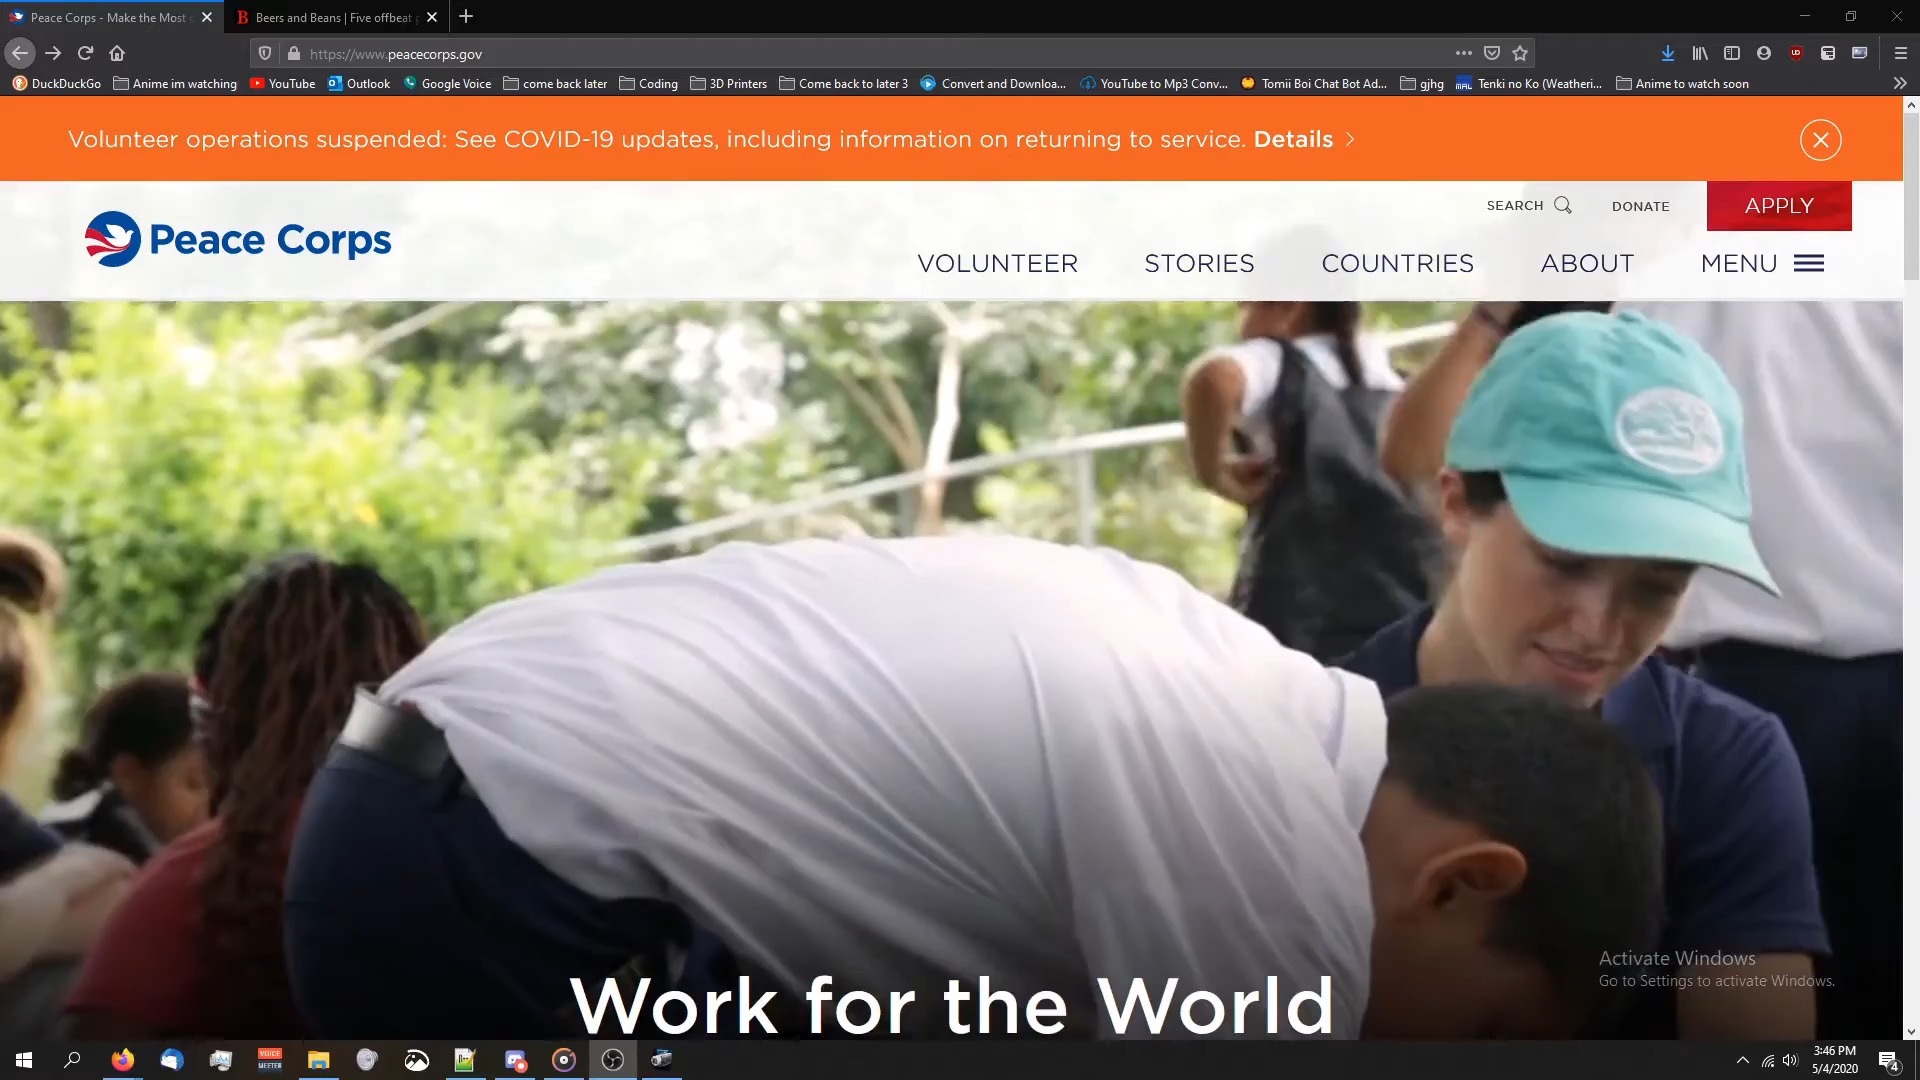 Peace Corps - Make the Most
Beers and Beans | Five offbeat
https://www.peacecorps.gov
DuckDuckGo
Anime im watching
YouTube
Outlook
Google Voice
come back later
Coding
3D Printers
Come back to later 3
Convert and Downloa...
YouTube to Mp3 Conv...
Tomii Boi Chat Bot Ad...
gjhg
MAL
Tenki no Ko (Weatheri...
Anime to watch soon
Volunteer operations suspended: See COVID-19 updates, including information on returning to service. Details
SEARCH
DONATE
APPLY
Peace Corps
VOLUNTEER
STORIES
COUNTRIES
ABOUT
MENU
Work for the World
Activate Windows
Go to Settings to activate Windows.
VOICE
MEETER
3:46 PM
5/4/2020
4